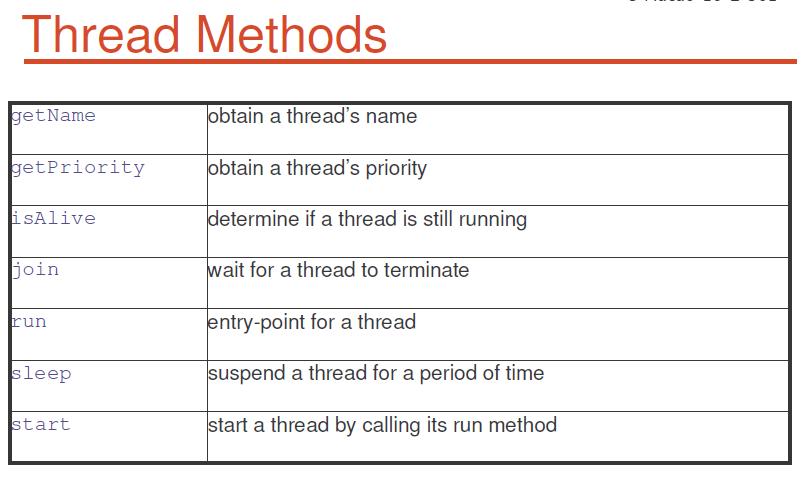 Thread Methods
getName obtain a thread’s name
getPriority obtain a thread’s priority
isAlive determine if a thread is still running
join wait for a thread to terminate
run entry-point for a thread
sleep suspend a thread for a period of time
start start a thread by calling its run method